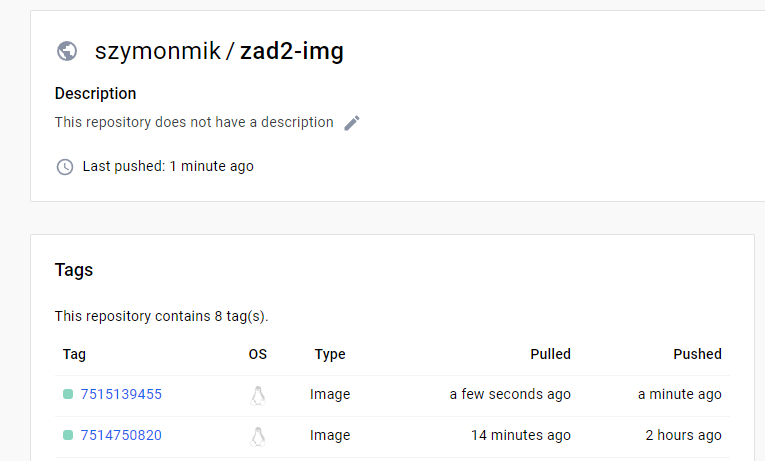 szymonmik / zad2-img
Description
This repository does not have a description
Last pushed: 1 minute ago
Tags
This repository contains 8 tag(s).
Tag OS Type Pulled Pushed
7515139455 Image a few seconds ago a minute ago
7514750820 Image 14 minutes ago 2 hours ago